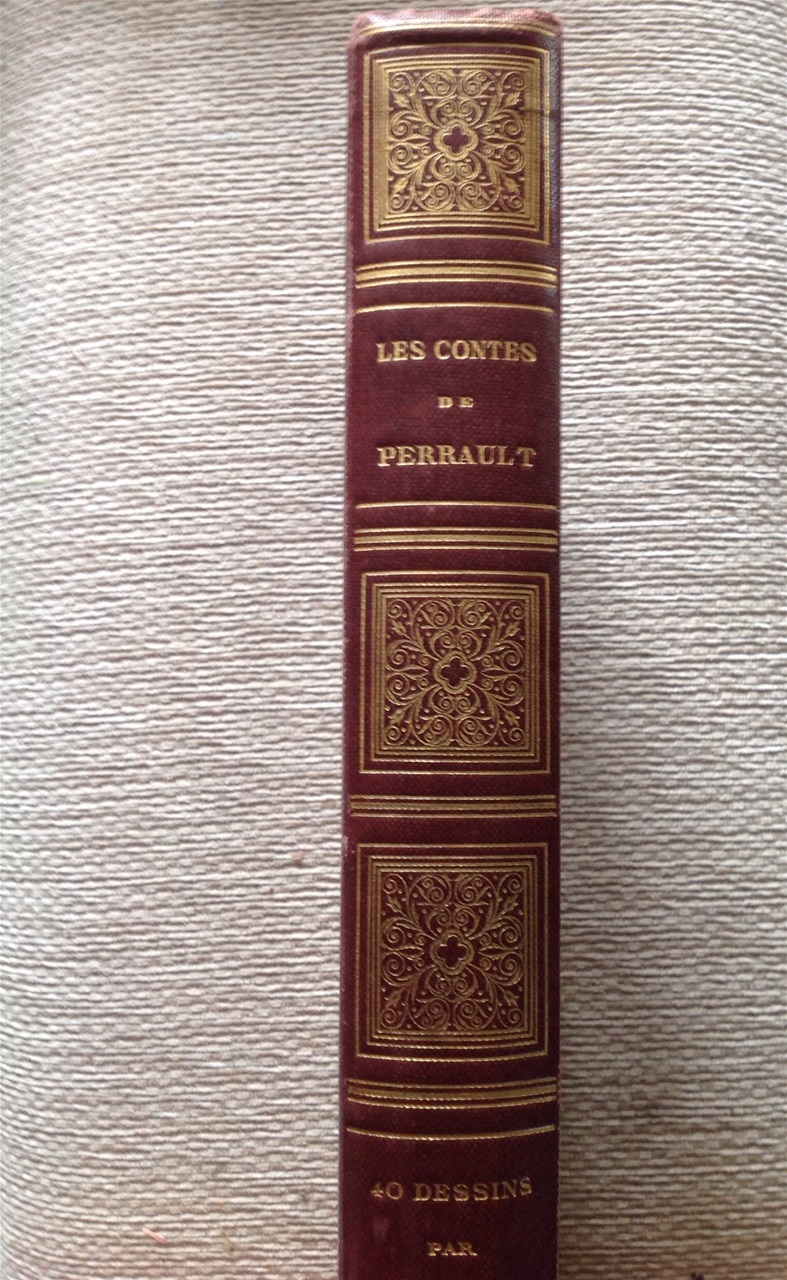 LES CONTES
DE
PERRAULT
40 DESSINS
PAR